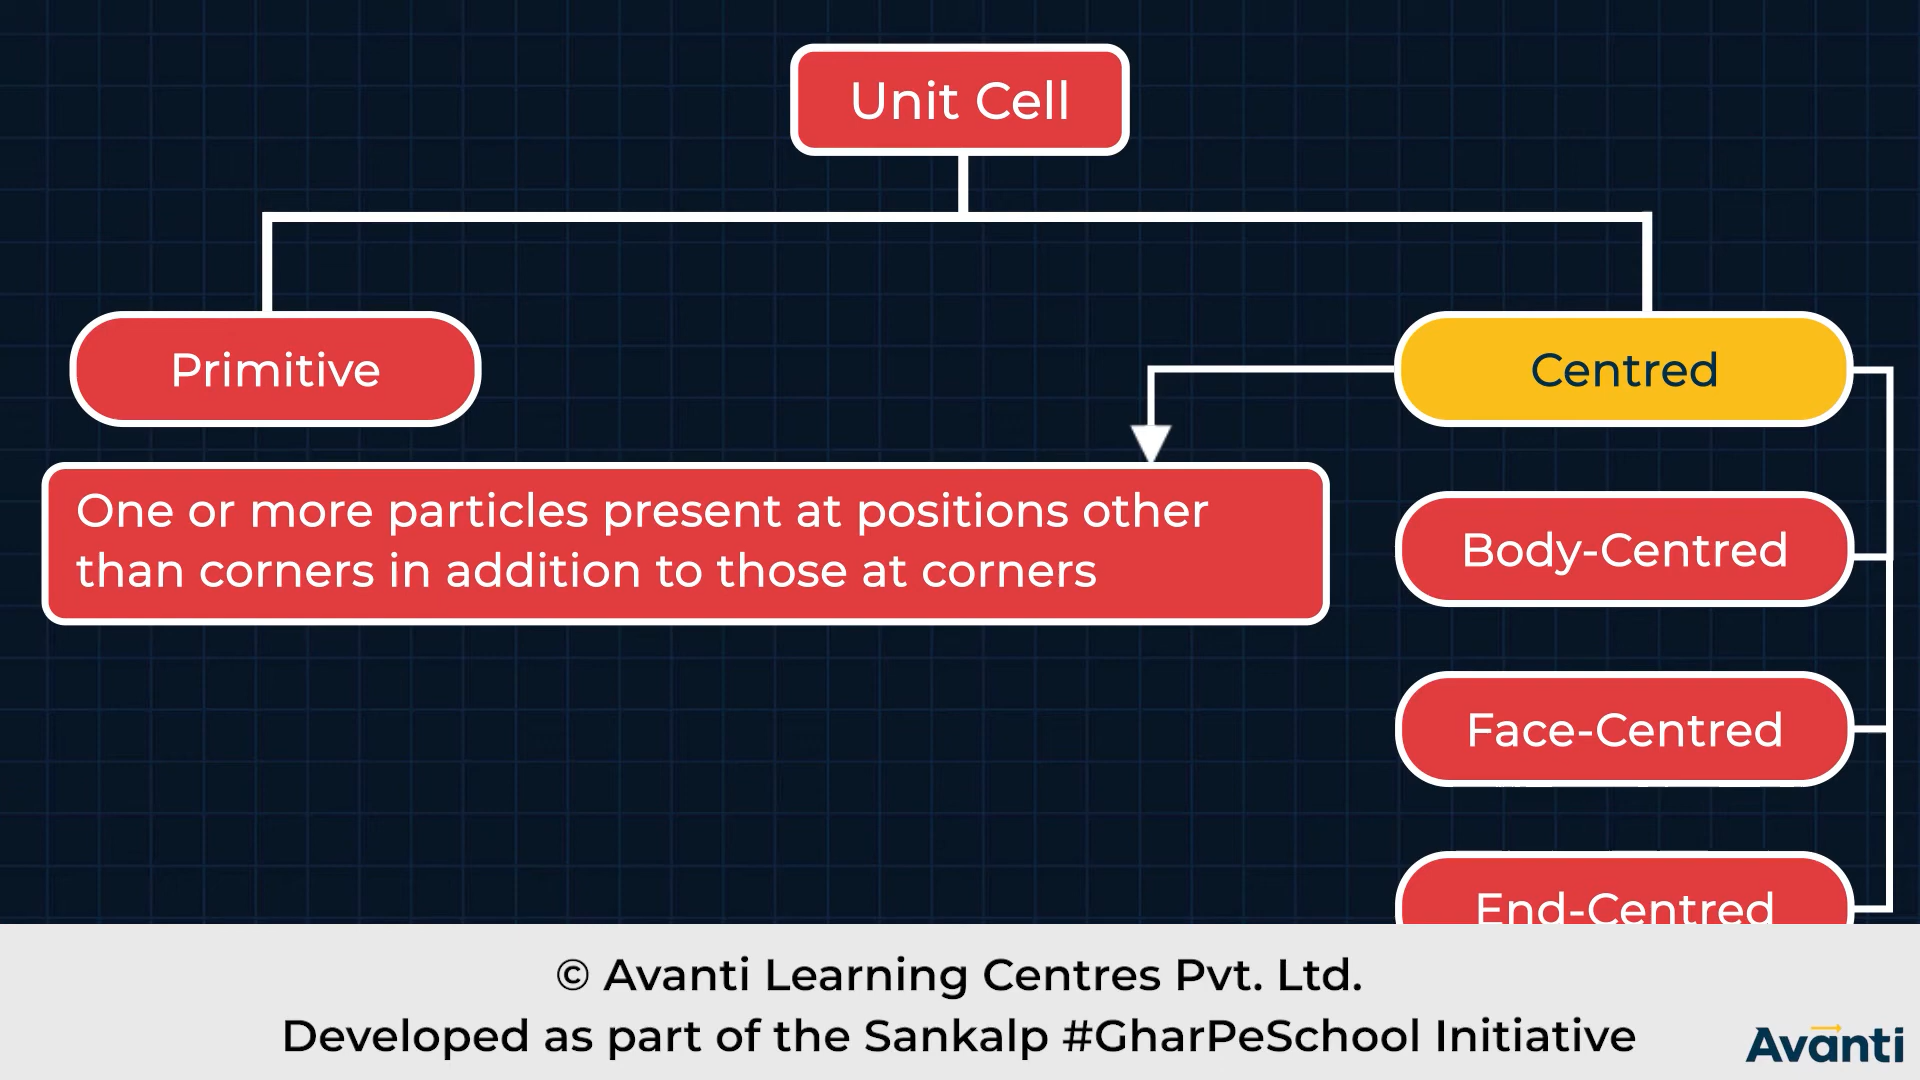 Unit Cell
Primitive
Centred
One or more particles present at positions other
than corners in addition to those at corners
Body-Centred
Face-Centred
End-Centred
© Avanti Learning Centres Pvt. Ltd.
Developed as part of the Sankalp #GharPeSchool Initiative
Avanti